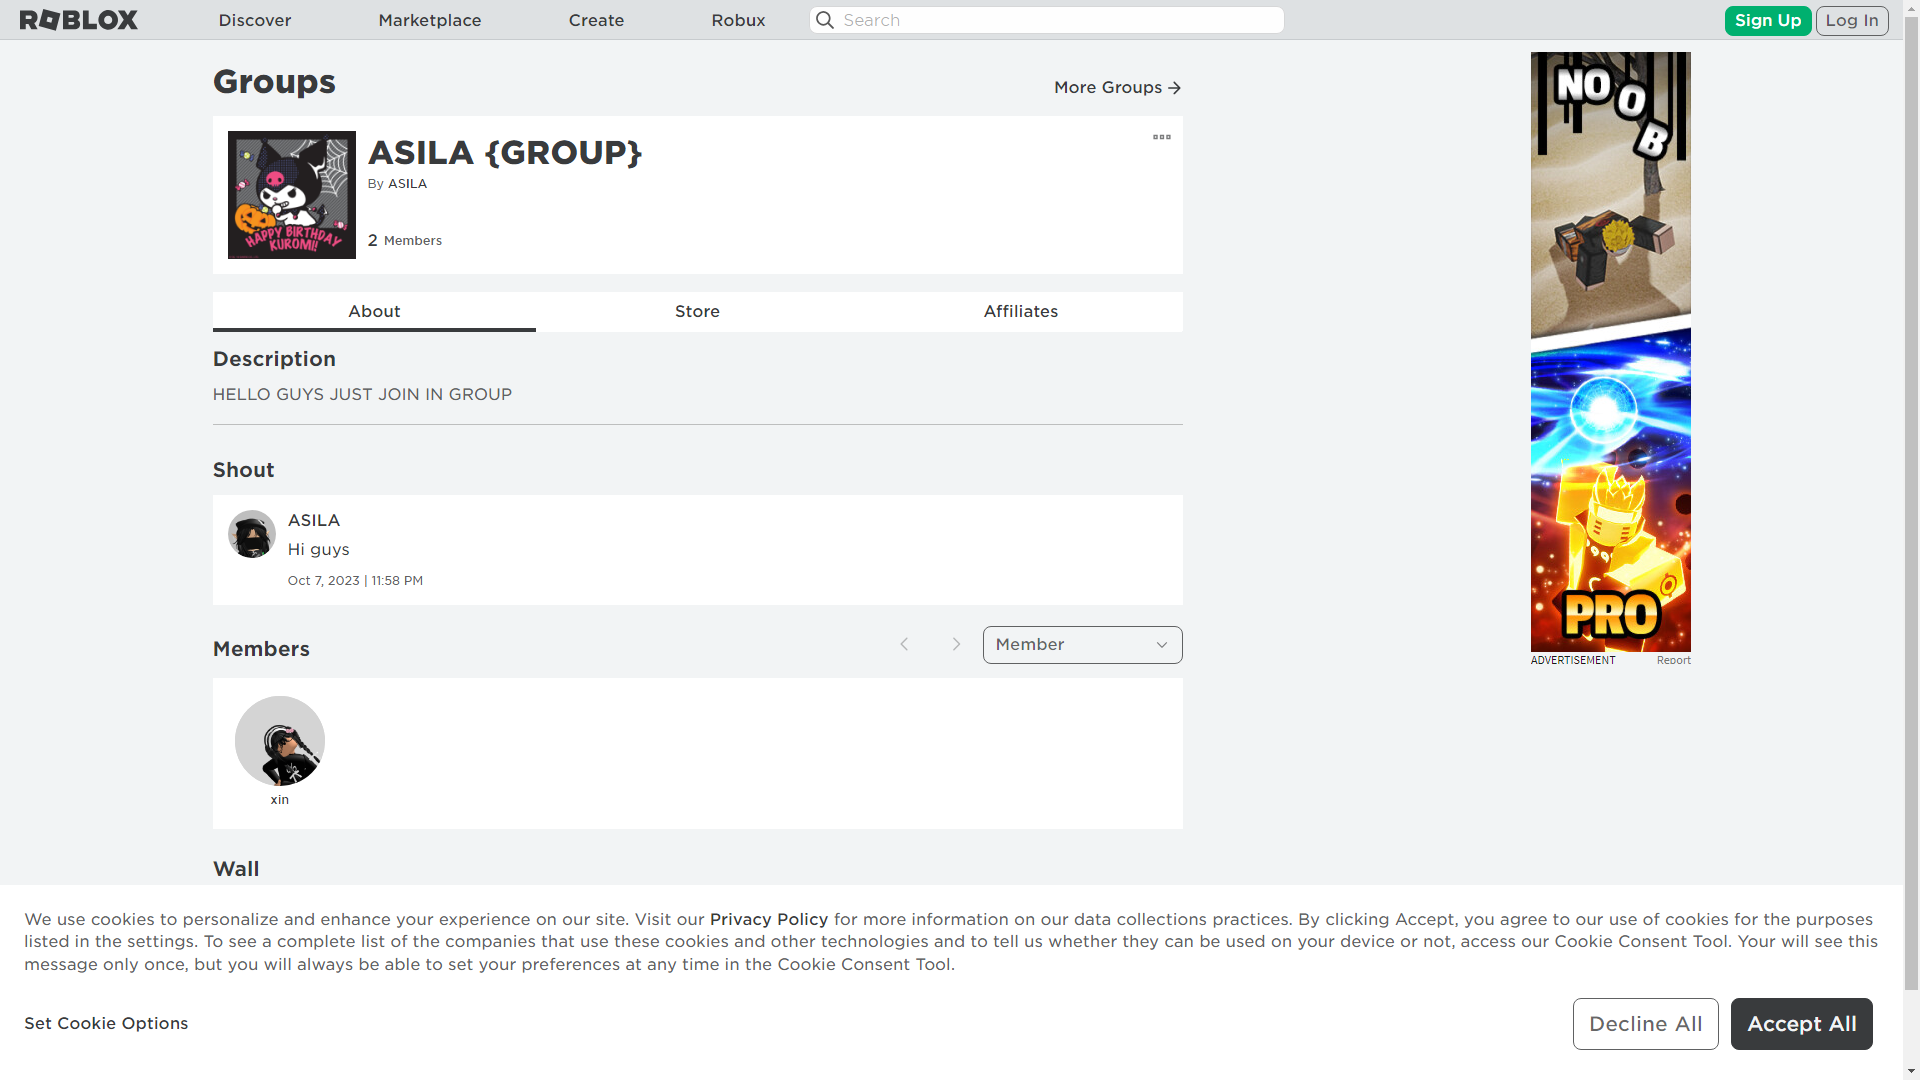 ROBLOX
Discover
Marketplace
Create
Robux
Search
Sign Up
Log In
Groups
More Groups
ASILA {GROUP}
By ASILA
2 Members
HAPPY BIRTHDAY
KUROMI!
About
Store
Affiliates
Description
HELLO GUYS JUST JOIN IN GROUP
Shout
ASILA
Hi guys
Oct 7, 2023 | 11:58 PM
Members
Member
xin
Wall
NOOB
PRO
ADVERTISEMENT
Report
We use cookies to personalize and enhance your experience on our site. Visit our Privacy Policy for more information on our data collections practices. By clicking Accept, you agree to our use of cookies for the purposes
listed in the settings. To see a complete list of the companies that use these cookies and other technologies and to tell us whether they can be used on your device or not, access our Cookie Consent Tool. Your will see this
message only once, but you will always be able to set your preferences at any time in the Cookie Consent Tool.
Set Cookie Options
Decline All
Accept All